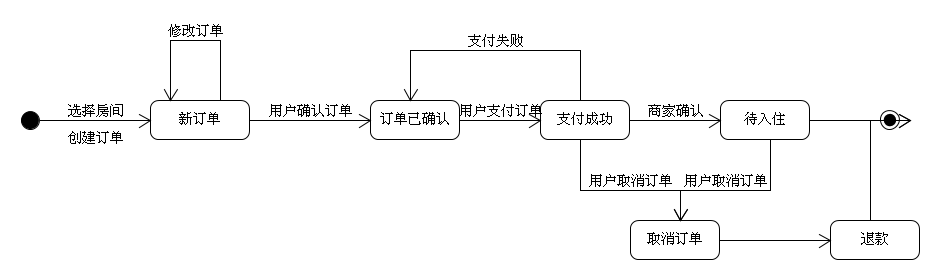 修改订单
支付失败
选择房间
创建订单
新订单
用户确认订单
订单已确认
用户支付订单
支付成功
商家确认
待入住
用户取消订单
用户取消订单
取消订单
退款